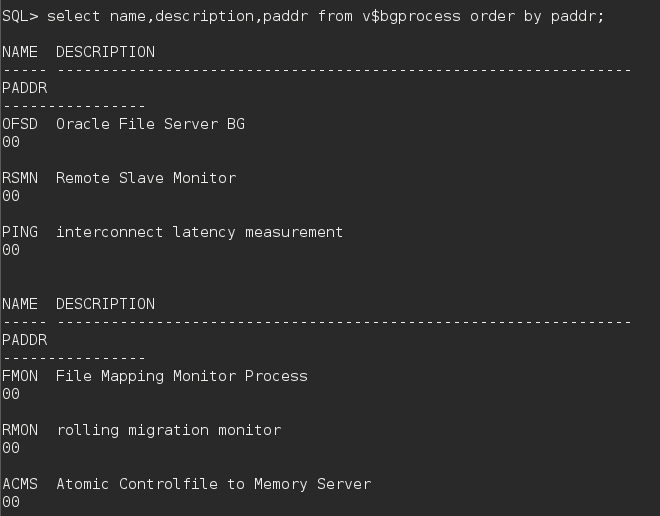 SQL> select name,description,paddr from v$bgprocess order by paddr;
NAME  DESCRIPTION
----- ----------------------------------------------------------------
PADDR
----------------
OFSD  Oracle File Server BG
00
RSMN  Remote Slave Monitor
00
PING  interconnect latency measurement
00
NAME  DESCRIPTION
----- ----------------------------------------------------------------
PADDR
----------------
FMON  File Mapping Monitor Process
00
RMON  rolling migration monitor
00
ACMS  Atomic Controlfile to Memory Server
00